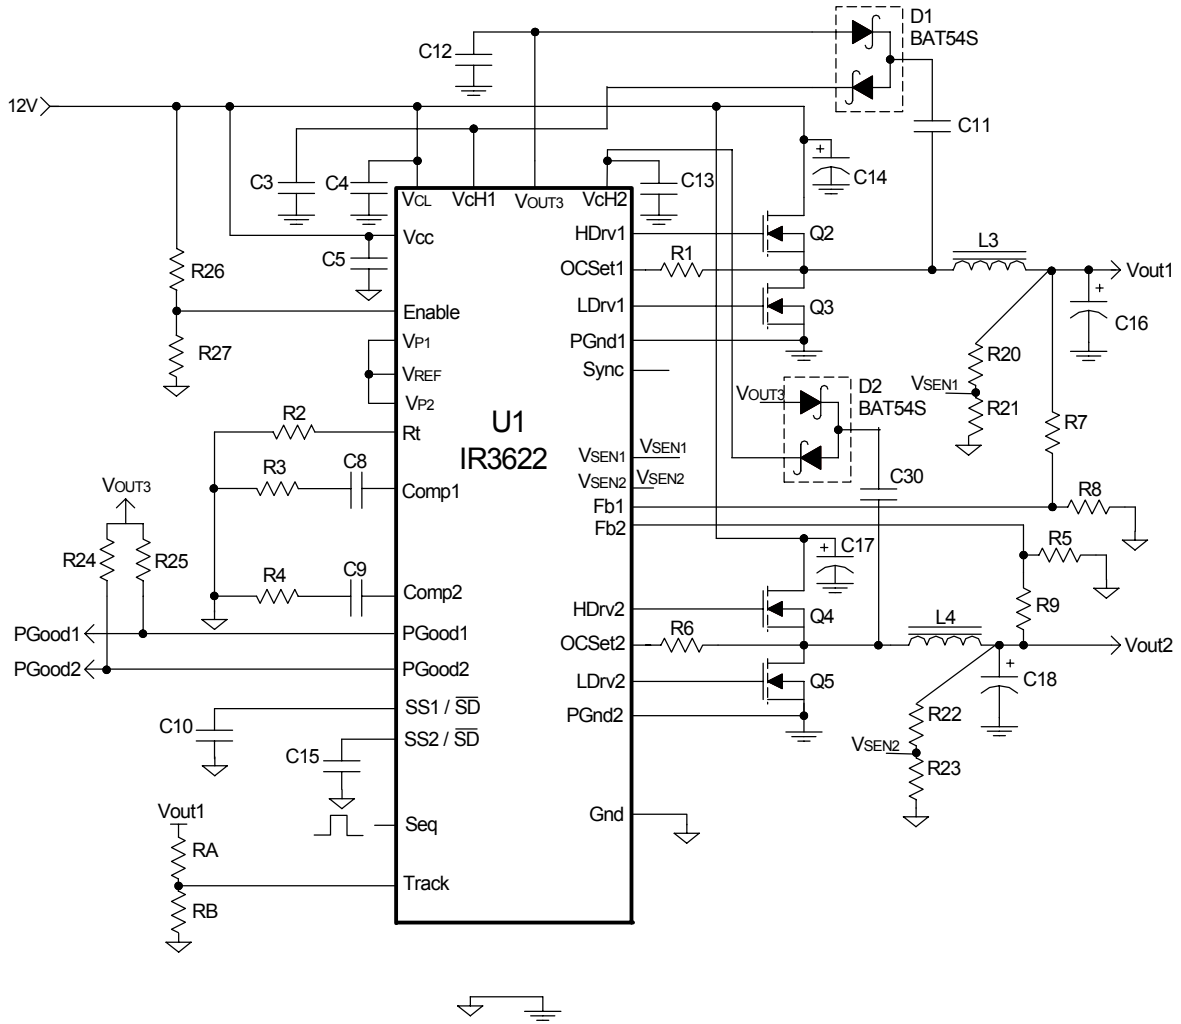 D1
BAT54S
C12
12V
C11
C3
C4
C13
C14
VCL
VcH1
VOUT3
VcH2
Vcc
HDrv1
Q2
C5
R26
OCSet1
R1
L3
Vout1
Enable
LDrv1
Q3
C16
R27
VP1
PGnd1
R20
VREF
Sync
VOUT3
D2
BAT54S
VSEN1
R21
VP2
R7
R2
Rt
U1
IR3622
R3
C8
VSEN1
VSEN1
VSEN2
VSEN2
VOUT3
Comp1
C30
R8
Fb1
Fb2
R24
R25
C17
R5
R4
C9
Comp2
HDrv2
Q4
R9
PGood1
PGood1
OCSet2
R6
L4
Vout2
PGood2
PGood2
LDrv2
Q5
C18
SS1 / SD
PGnd2
R22
C10
SS2 / SD
VSEN2
C15
R23
Vout1
Seq
Gnd
RA
Track
RB